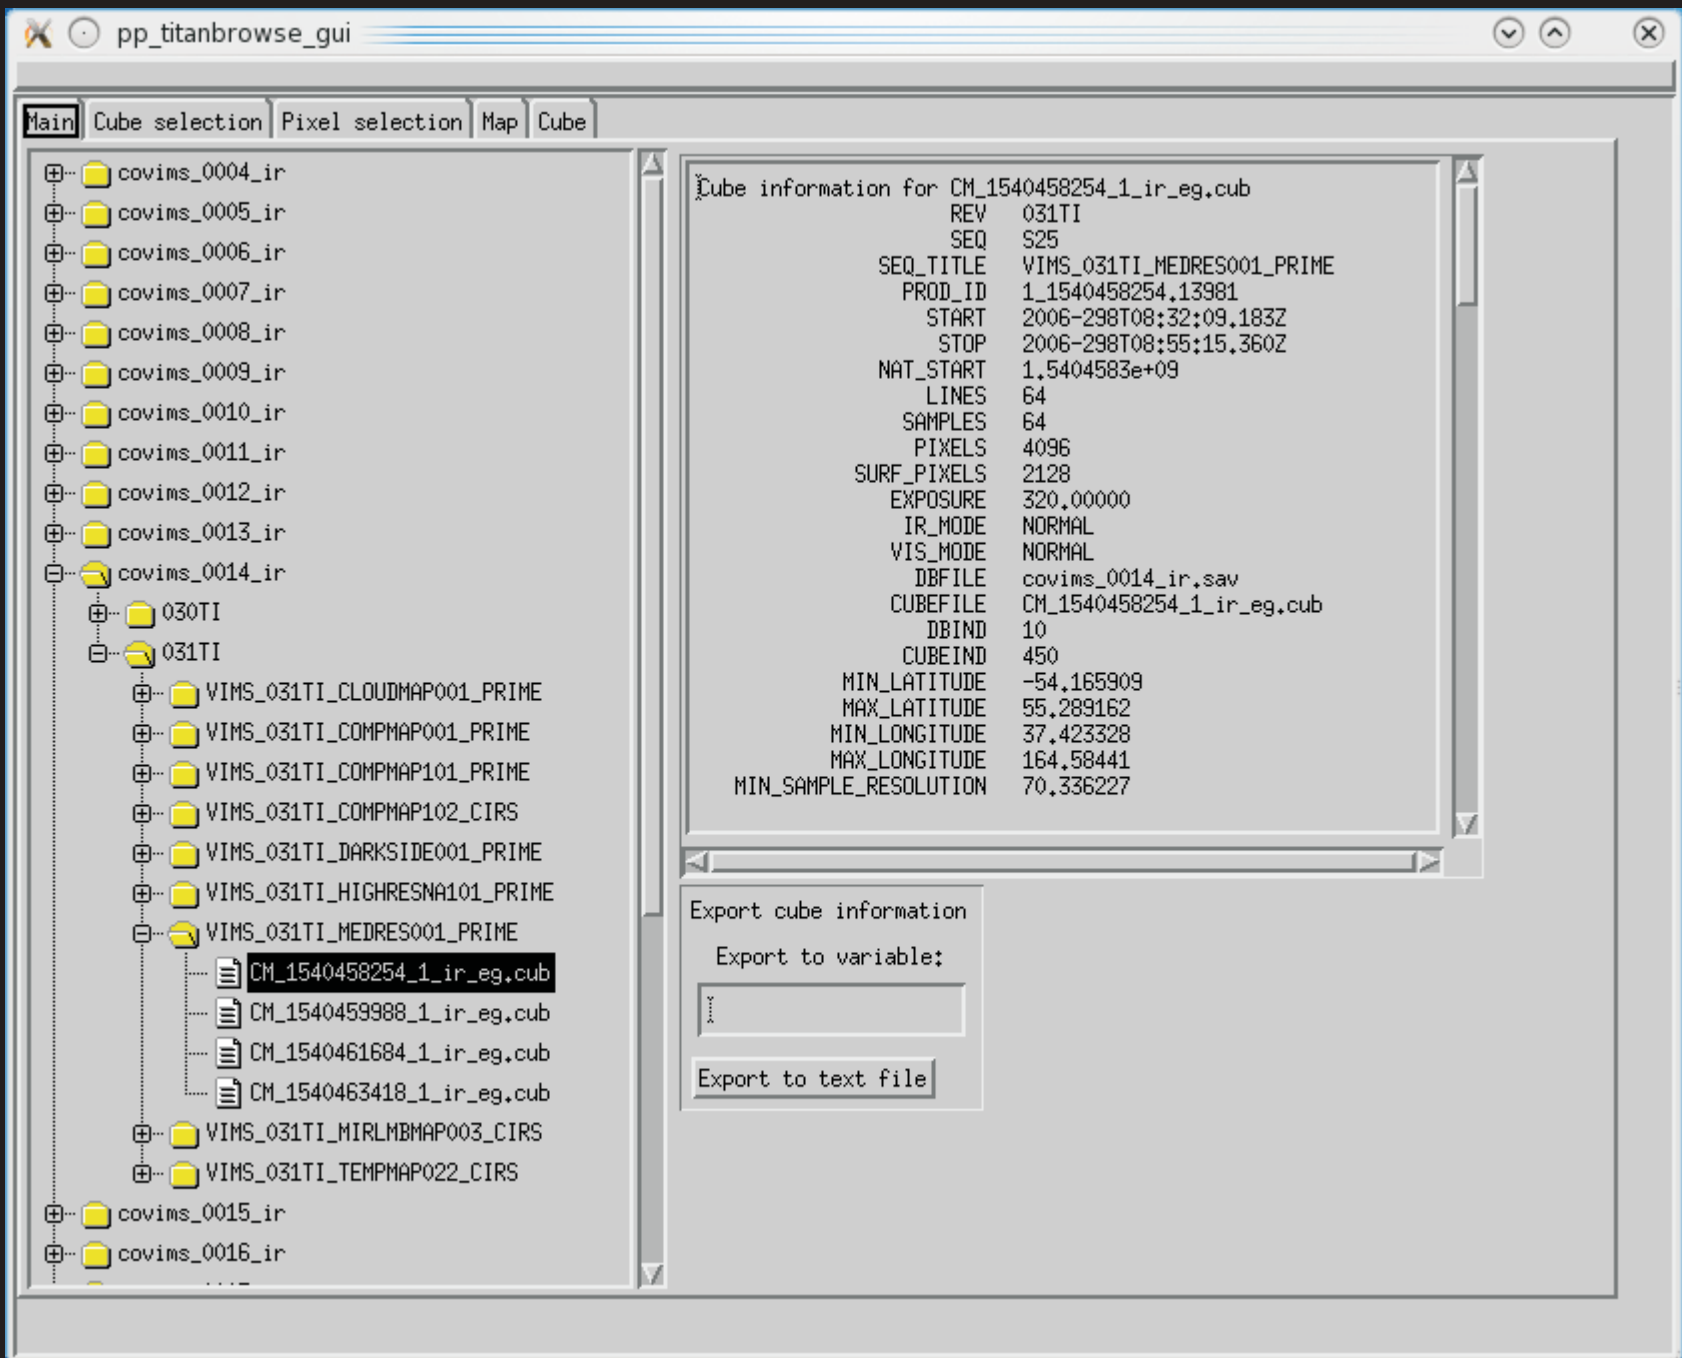 pp_titanbrowse_gui
Main Cube selection Pixel selection Map Cube
covims_0004_ir
covims_0005_ir
covims_0006_ir
covims_0007_ir
covims_0008_ir
covims_0009_ir
covims_0010_ir
covims_0011_ir
covims_0012_ir
covims_0013_ir
covims_0014_ir
030TI
031TI
VIMS_031TI_CLOUDMAP001_PRIME
VIMS_031TI_COMPMAP001_PRIME
VIMS_031TI_COMPMAP101_PRIME
VIMS_031TI_COMPMAP102_CIRS
VIMS_031TI_DARKSIDE001_PRIME
VIMS_031TI_HIGHRESNA101_PRIME
VIMS_031TI_MEDRES001_PRIME
CM_1540458254_1_ir_eg.cub
CM_1540459988_1_ir_eg.cub
CM_1540461684_1_ir_eg.cub
CM_1540463418_1_ir_eg.cub
VIMS_031TI_MIRLMBMAP003_CIRS
VIMS_031TI_TEMPMAP022_CIRS
covims_0015_ir
covims_0016_ir
Cube information for CM_1540458254_1_ir_eg.cub
REV 031TI
SEQ S25
SEQ_TITLE VIMS_031TI_MEDRES001_PRIME
PROD_ID 1_1540458254.13981
START 2006-298T08:32:09.183Z
STOP 2006-298T08:55:15.360Z
NAT_START 1.5404583e+09
LINES 64
SAMPLES 64
PIXELS 4096
SURF_PIXELS 2128
EXPOSURE 320.00000
IR_MODE NORMAL
VIS_MODE NORMAL
DBFILE covims_0014_ir.sav
CUBEFILE CM_1540458254_1_ir_eg.cub
DBIND 10
CUBEIND 450
MIN_LATITUDE -54.165909
MAX_LATITUDE 55.289162
MIN_LONGITUDE 37.423328
MAX_LONGITUDE 164.58441
MIN_SAMPLE_RESOLUTION 70.336227
Export cube information
Export to variable:
Export to text file